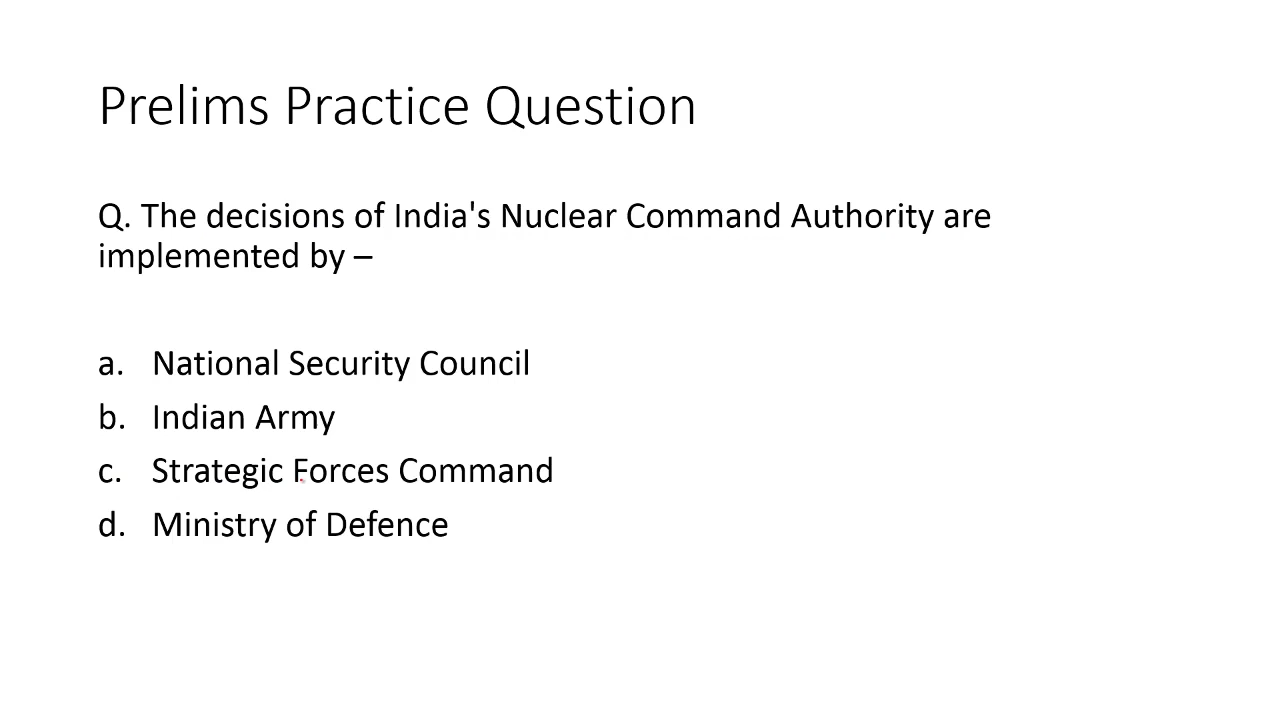 Prelims Practice Question
Q. The decisions of India's Nuclear Command Authority are
implemented by –
a. National Security Council
b. Indian Army
c. Strategic Forces Command
d. Ministry of Defence